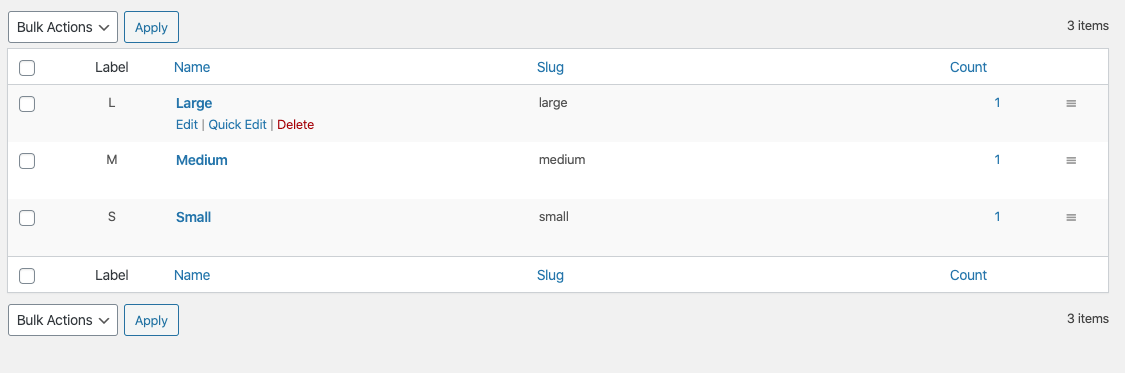 Bulk Actions Apply 3 items
Label Name Slug Count
L Large large 1
Edit | Quick Edit | Delete
M Medium medium 1
S Small small 1
Label Name Slug Count
Bulk Actions Apply 3 items